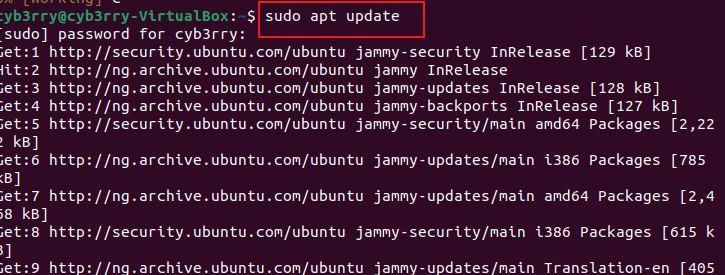 cyb3rry@cyb3rry-VirtualBox:~$ sudo apt update
[sudo] password for cyb3rry:
Get:1 http://security.ubuntu.com/ubuntu jammy-security InRelease [129 kB]
Hit:2 http://ng.archive.ubuntu.com/ubuntu jammy InRelease
Get:3 http://ng.archive.ubuntu.com/ubuntu jammy-updates InRelease [128 kB]
Get:4 http://ng.archive.ubuntu.com/ubuntu jammy-backports InRelease [127 kB]
Get:5 http://security.ubuntu.com/ubuntu jammy-security/main amd64 Packages [2,22
2 kB]
Get:6 http://ng.archive.ubuntu.com/ubuntu jammy-updates/main i386 Packages [785
kB]
Get:7 http://ng.archive.ubuntu.com/ubuntu jammy-updates/main amd64 Packages [2,4
58 kB]
Get:8 http://security.ubuntu.com/ubuntu jammy-security/main i386 Packages [615 k
B]
Get:9 http://ng.archive.ubuntu.com/ubuntu jammy-updates/main Translation-en [405